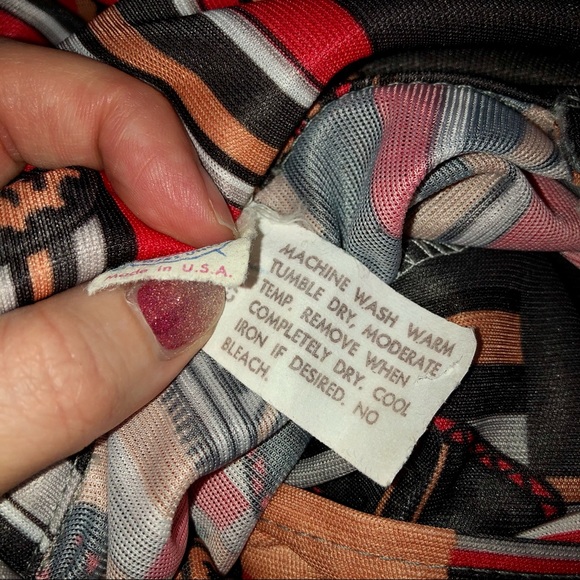 Made in U.S.A.
MACHINE WASH WARM
TUMBLE DRY, MODERATE
TEMP. REMOVE WHEN
COMPLETELY DRY. COOL
IRON IF DESIRED. NO
BLEACH